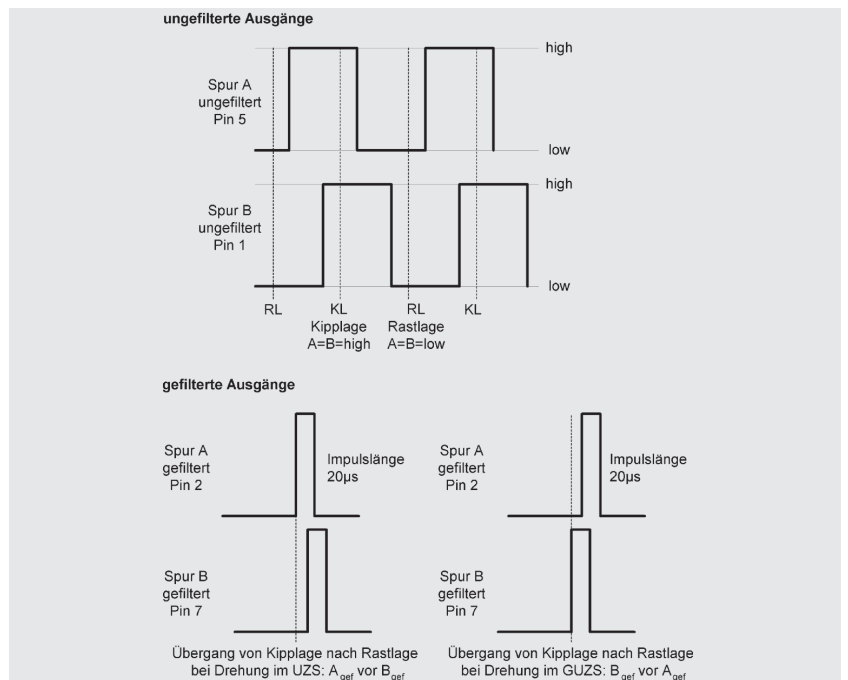 ungefilterte Ausgänge
high
Spur A
ungefiltert
Pin 5
low
high
Spur B
ungefiltert
Pin 1
low
RL KL RL KL
Kipplage Rastlage
A=B=high A=B=low
gefilterte Ausgänge
Spur A
gefiltert
Pin 2
Impulslänge
20µs
Spur A
gefiltert
Pin 2
Impulslänge
20µs
Spur B
gefiltert
Pin 7
Spur B
gefiltert
Pin 7
Übergang von Kipplage nach Rastlage
bei Drehung im UZS: Agef vor Bgef
Übergang von Kipplage nach Rastlage
bei Drehung im GUZS: Bgef vor Agef